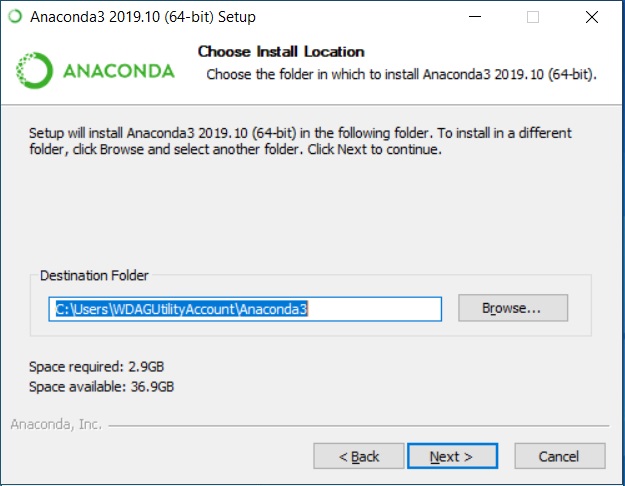 Anaconda3 2019.10 (64-bit) Setup
ANACONDA
Choose Install Location
Choose the folder in which to install Anaconda3 2019.10 (64-bit).
Setup will install Anaconda3 2019.10 (64-bit) in the following folder. To install in a different
folder, click Browse and select another folder. Click Next to continue.
Destination Folder
C:\Users\WDAGUtilityAccount\Anaconda3
Browse...
Space required: 2.9GB
Space available: 36.9GB
Anaconda, Inc.
< Back
Next >
Cancel